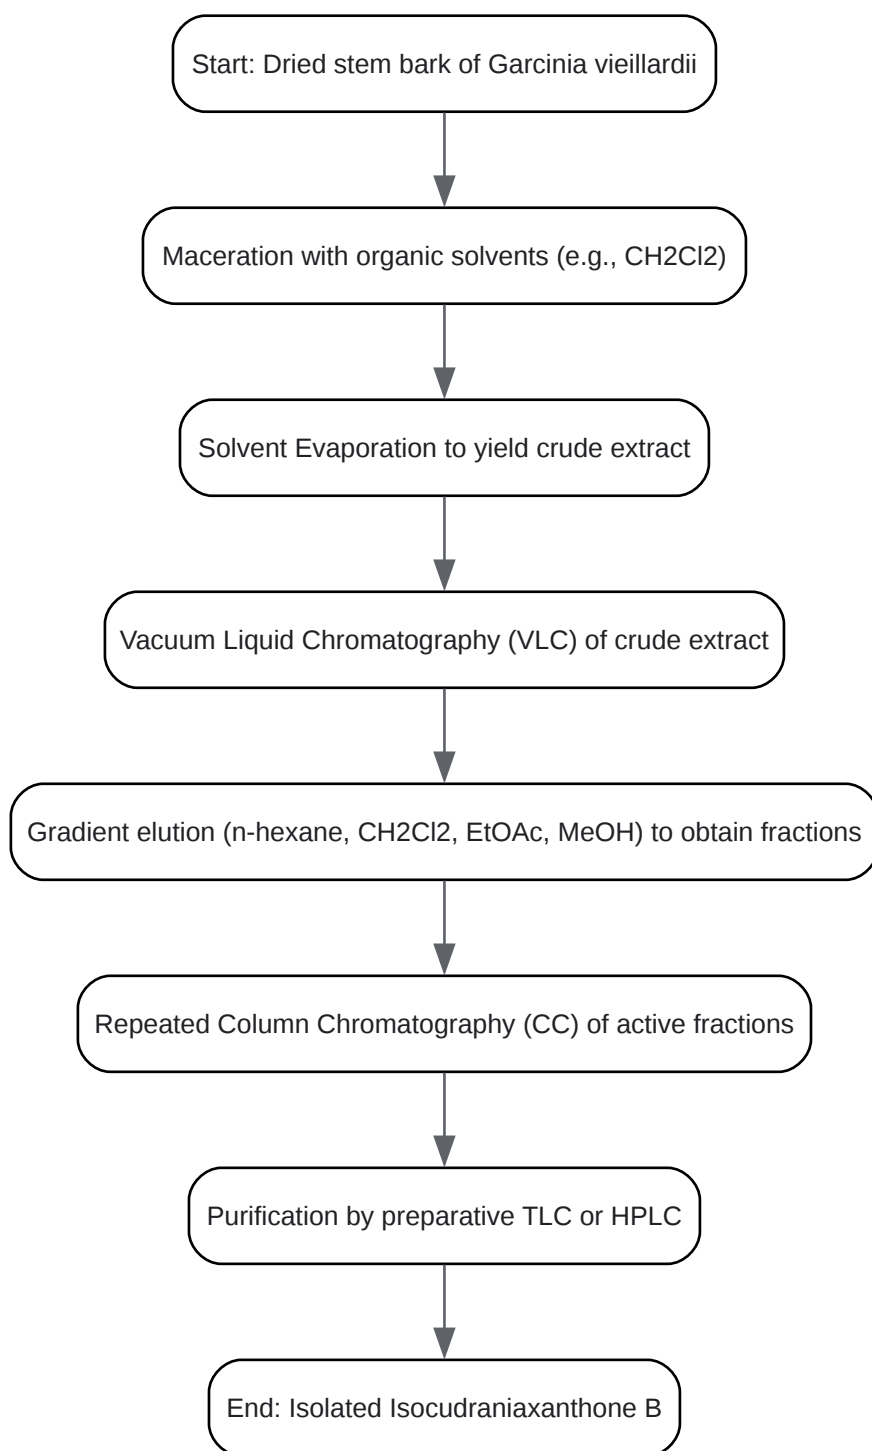 Start: Dried stem bark of Garcinia vieillardii
Maceration with organic solvents (e.g., CH2Cl2)
Solvent Evaporation to yield crude extract
Vacuum Liquid Chromatography (VLC) of crude extract
Gradient elution (n-hexane, CH2Cl2, EtOAc, MeOH) to obtain fractions
Repeated Column Chromatography (CC) of active fractions
Purification by preparative TLC or HPLC
End: Isolated Isocudraniaxanthone B